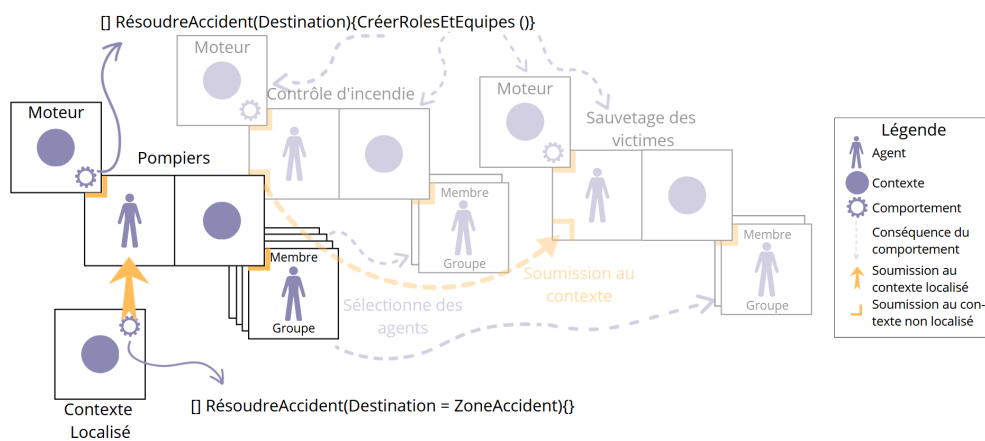 [] RésoudreAccident(Destination){CréerRolesEtEquipes ()}
Moteur
Contrôle d'incendie
Moteur
Sauvetage des
victimes
Moteur
Pompiers
Membre
Groupe
Membre
Groupe
Membre
Groupe
Soumission au
contexte
Sélectionne des
agents
Contexte
Localisé
[] RésoudreAccident(Destination = ZoneAccident){}
Légende
Agent
Contexte
Comportement
Conséquence du
comportement
Soumission au
contexte localisé
Soumission au con-
texte non localisé